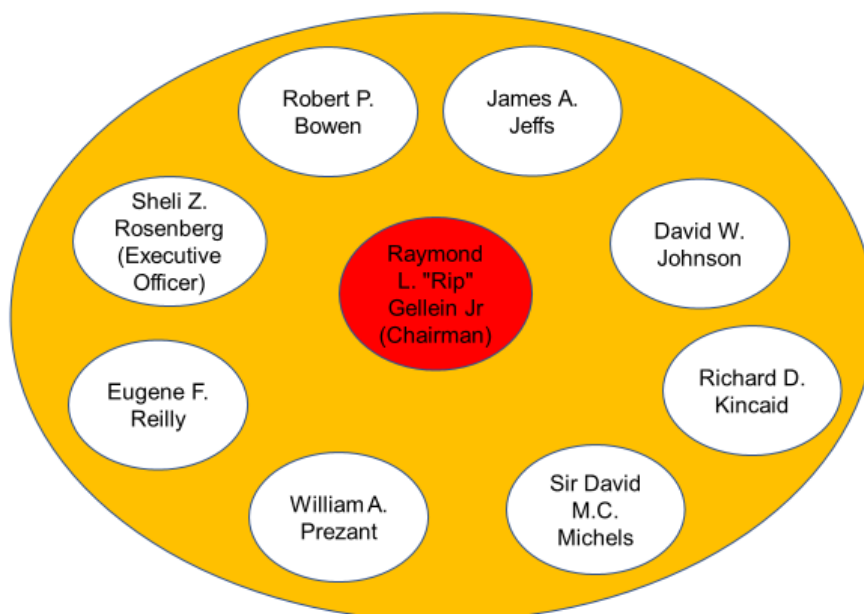 Robert P.
Bowen
James A.
Jeffs
Sheli Z.
Rosenberg
(Executive
Officer)
David W.
Johnson
Raymond
L. "Rip"
Gellein Jr
(Chairman)
Eugene F.
Reilly
Richard D.
Kincaid
William A.
Prezant
Sir David
M.C.
Michels